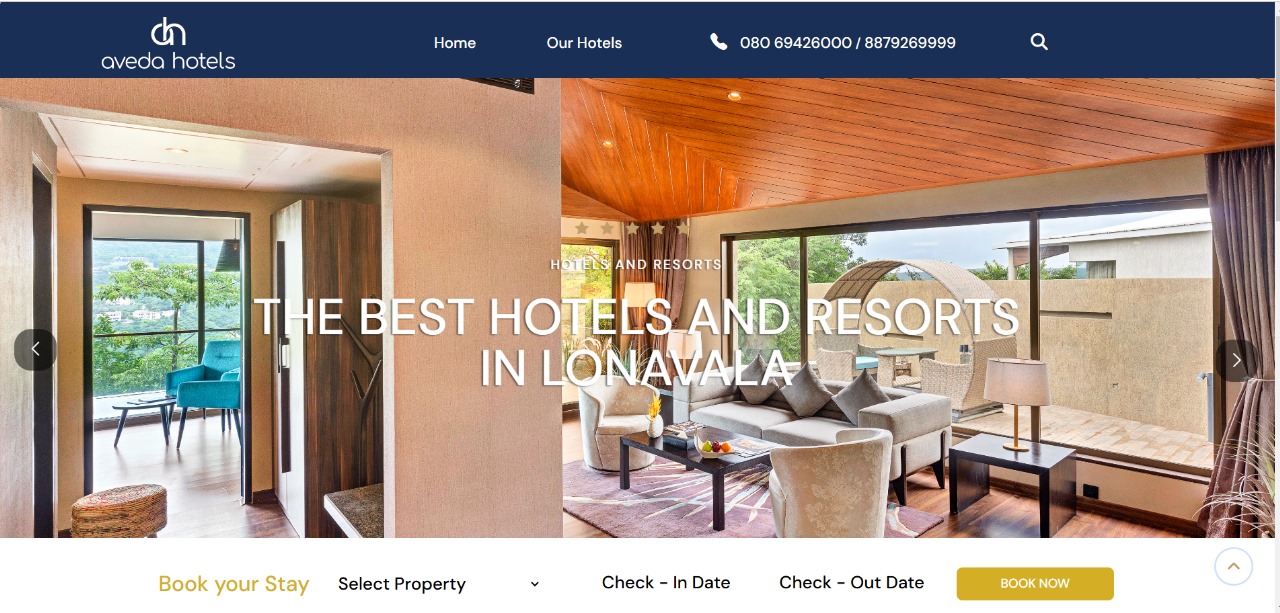 aveda hotels
Home
Our Hotels
080 69426000 / 8879269999
HOTELS AND RESORTS
THE BEST HOTELS AND RESORTS
IN LONAVALA
Book your Stay
Select Property
Check - In Date
Check - Out Date
BOOK NOW